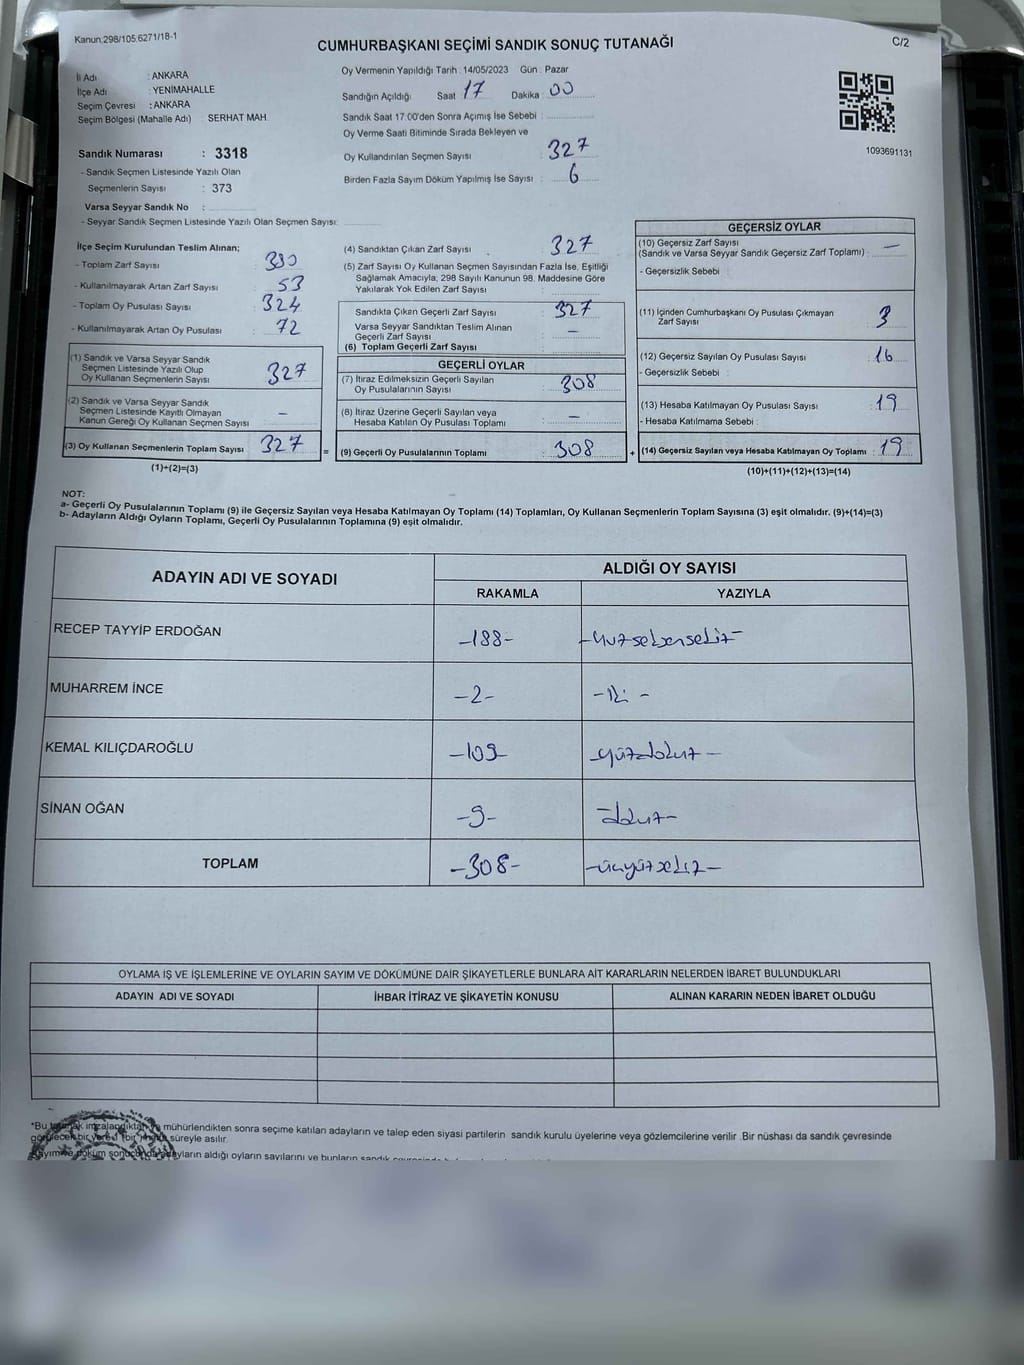 Kanun;298/105;6271/18-1
C/2
CUMHURBAŞKANI SEÇİMİ SANDIK SONUÇ TUTANAĞI
İl Adı : ANKARA
İlçe Adı : YENİMAHALLE
Seçim Çevresi : ANKARA
Seçim Bölgesi (Mahalle Adı) SERHAT MAH.
Sandık Numarası : 3318
- Sandık Seçmen Listesinde Yazılı Olan
Seçmenlerin Sayısı : 373
Varsa Seyyar Sandık No :
- Seyyar Sandık Seçmen Listesinde Yazılı Olan Seçmen Sayısı:
Oy Vermenin Yapıldığı Tarih : 14/05/2023 Gün : Pazar
Sandığın Açıldığı Saat 17 Dakika : 00
Sandık Saat 17:00'den Sonra Açımış İse Sebebi :
Oy Verme Saati Bitiminde Sırada Bekleyen ve
Oy Kullandırılan Seçmen Sayısı : 327
Birden Fazla Sayım Döküm Yapılmış İse Sayısı : 6
1093691131
İlçe Seçim Kurulundan Teslim Alınan;
- Toplam Zarf Sayısı : 390
- Kullanılmayarak Artan Zarf Sayısı : 53
- Toplam Oy Pusulası Sayısı : 324
- Kullanılmayarak Artan Oy Pusulası : 72
(1) Sandık ve Varsa Seyyar Sandık
Seçmen Listesinde Yazılı Olup
Oy Kullanan Seçmenlerin Sayısı : 327
(2) Sandık ve Varsa Seyyar Sandık
Seçmen Listesinde Kayıtlı Olmayan
Kanun Gereği Oy Kullanan Seçmen Sayısı : –
(3) Oy Kullanan Seçmenlerin Toplam Sayısı : 327
(1)+(2)=(3)
(4) Sandıktan Çıkan Zarf Sayısı : 327
(5) Zarf Sayısı Oy Kullanan Seçmen Sayısından Fazla İse, Eşitliği
Sağlamak Amacıyla; 298 Sayılı Kanunun 98. Maddesine Göre
Yakılarak Yok Edilen Zarf Sayısı :
Sandıkta Çıkan Geçerli Zarf Sayısı : 327
Varsa Seyyar Sandıktan Teslim Alınan
Geçerli Zarf Sayısı : –
(6) Toplam Geçerli Zarf Sayısı :
GEÇERLİ OYLAR
(7) İtiraz Edilmeksizin Geçerli Sayılan
Oy Pusulalarının Sayısı : 308
(8) İtiraz Üzerine Geçerli Sayılan veya
Hesaba Katılan Oy Pusulası Toplamı : –
= (9) Geçerli Oy Pusulalarının Toplamı : 308
GEÇERSİZ OYLAR
(10) Geçersiz Zarf Sayısı
(Sandık ve Varsa Seyyar Sandık Geçersiz Zarf Toplamı) : –
- Geçersizlik Sebebi :
(11) İçinden Cumhurbaşkanı Oy Pusulası Çıkmayan
Zarf Sayısı : 3
(12) Geçersiz Sayılan Oy Pusulası Sayısı : 16
- Geçersizlik Sebebi :
(13) Hesaba Katılmayan Oy Pusulası Sayısı : 19
- Hesaba Katılmama Sebebi :
+ (14) Geçersiz Sayılan veya Hesaba Katılmayan Oy Toplamı : 19
(10)+(11)+(12)+(13)=(14)
NOT:
a- Geçerli Oy Pusulalarının Toplamı (9) ile Geçersiz Sayılan veya Hesaba Katılmayan Oy Toplamı (14) Toplamları, Oy Kullanan Seçmenlerin Toplam Sayısına (3) eşit olmalıdır. (9)+(14)=(3)
b- Adayların Aldığı Oyların Toplamı, Geçerli Oy Pusulalarının Toplamına (9) eşit olmalıdır.
ADAYIN ADI VE SOYADI
ALDIĞI OY SAYISI
RAKAMLA YAZIYLA
RECEP TAYYİP ERDOĞAN -188- -yüzseksensekiz-
MUHARREM İNCE -2- -iki-
KEMAL KILIÇDAROĞLU -109- -yüzdokuz-
SİNAN OĞAN -9- -dokuz-
TOPLAM -308- -üçyüzsekiz-
OYLAMA İŞ VE İŞLEMLERİNE VE OYLARIN SAYIM VE DÖKÜMÜNE DAİR ŞİKAYETLERLE BUNLARA AİT KARARLARIN NELERDEN İBARET BULUNDUKLARI
ADAYIN ADI VE SOYADI İHBAR İTİRAZ VE ŞİKAYETİN KONUSU ALINAN KARARIN NEDEN İBARET OLDUĞU
*Bu tutanak imzalandıktan ve mühürlendikten sonra seçime katılan adayların ve talep eden siyasi partilerin sandık kurulu üyelerine veya gözlemcilerine verilir. Bir nüshası da sandık çevresinde
görülecek bir yere bir hafta süreyle asılır.
Sayım ve döküm sonucunda adayların aldığı oyların sayılarını ve bunların sandık